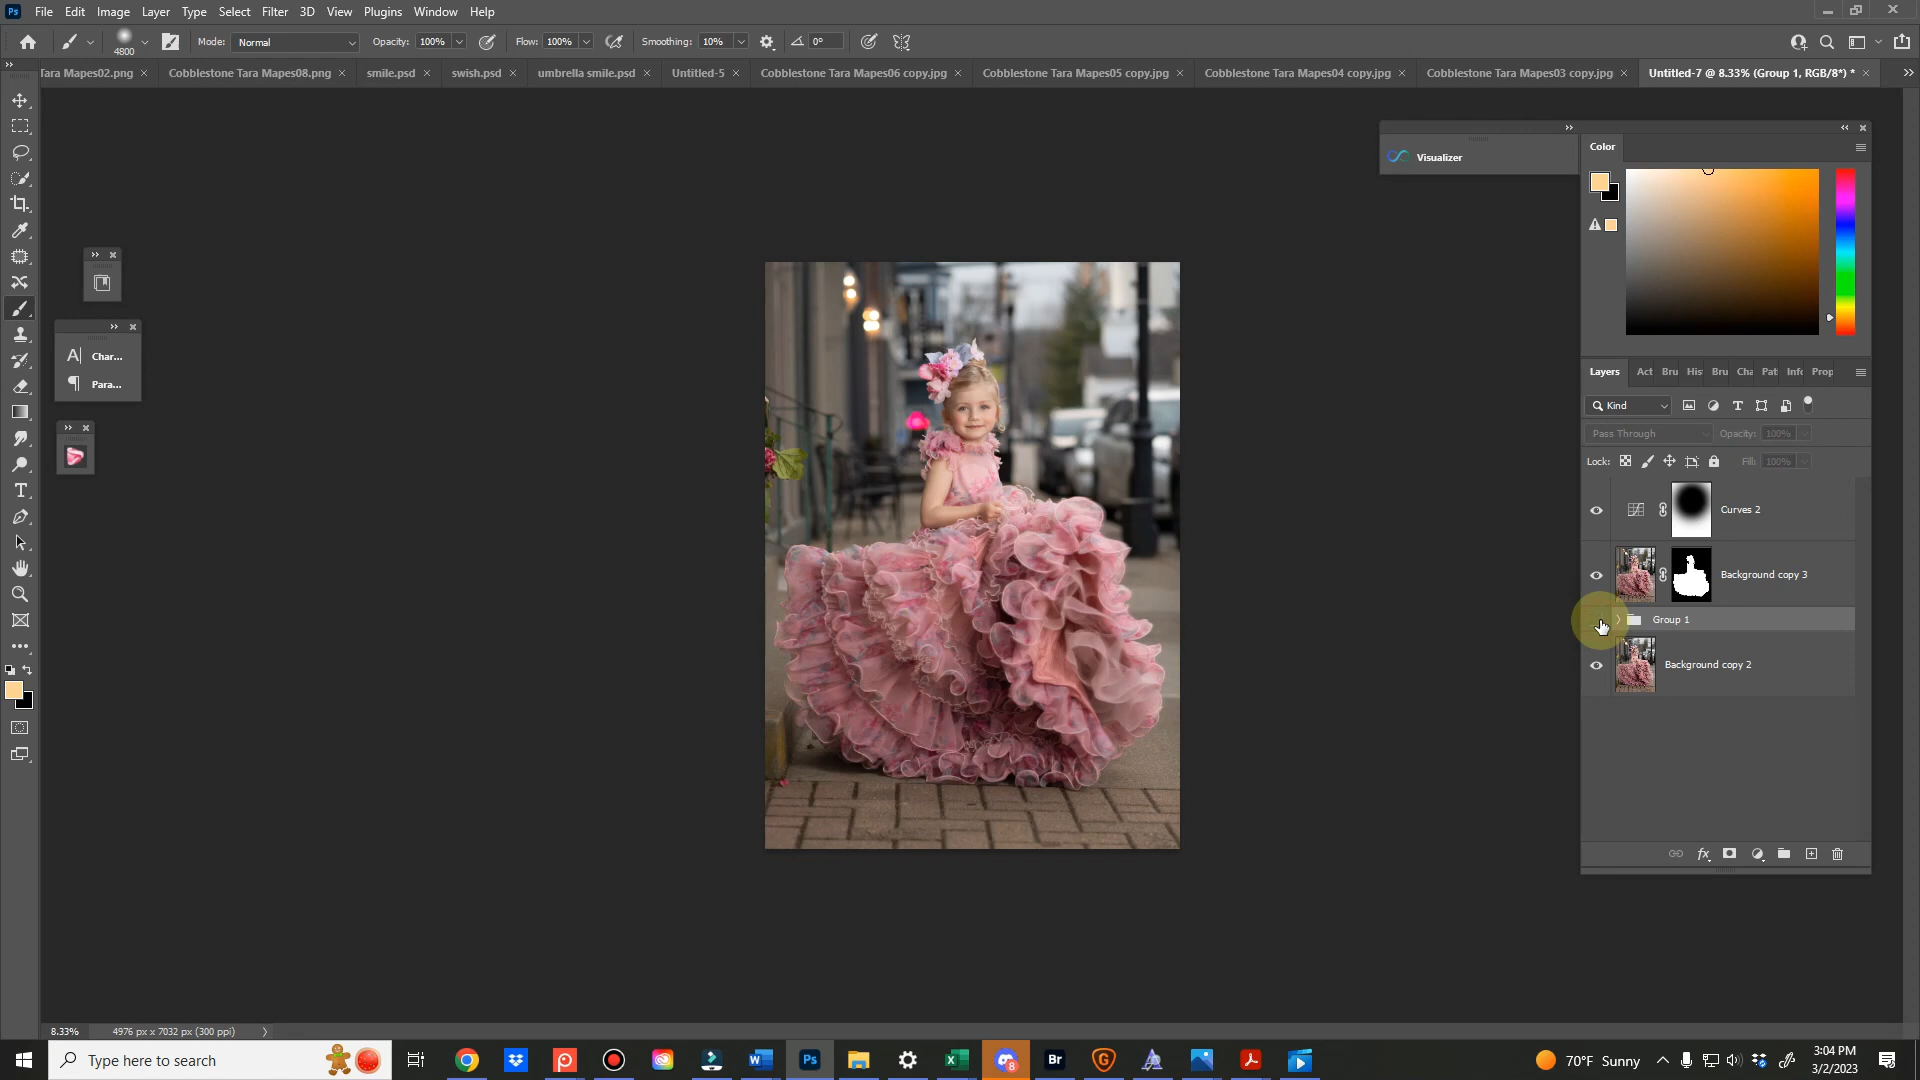 Ps File Edit Image Layer Type Select Filter 3D View Plugins Window Help
4800 Mode: Normal Opacity: 100% Flow: 100% Smoothing: 10% 0°
Tara Mapes02.png × Cobblestone Tara Mapes08.png × smile.psd × swish.psd × umbrella smile.psd × Untitled-5 × Cobblestone Tara Mapes06 copy.jpg × Cobblestone Tara Mapes05 copy.jpg × Cobblestone Tara Mapes04 copy.jpg × Cobblestone Tara Mapes03 copy.jpg × Untitled-7 @ 8.33% (Group 1, RGB/8*) * ×
Visualizer
Color
Char...
Para...
Layers Act Bru His Bru Cha Pat Info Prop
Kind
Pass Through Opacity: 100%
Lock: Fill: 100%
Curves 2
Background copy 3
Group 1
Background copy 2
fx
8.33% 4976 px x 7032 px (300 ppi)
Type here to search
Ps
Br
8
70°F Sunny
3:04 PM
3/2/2023